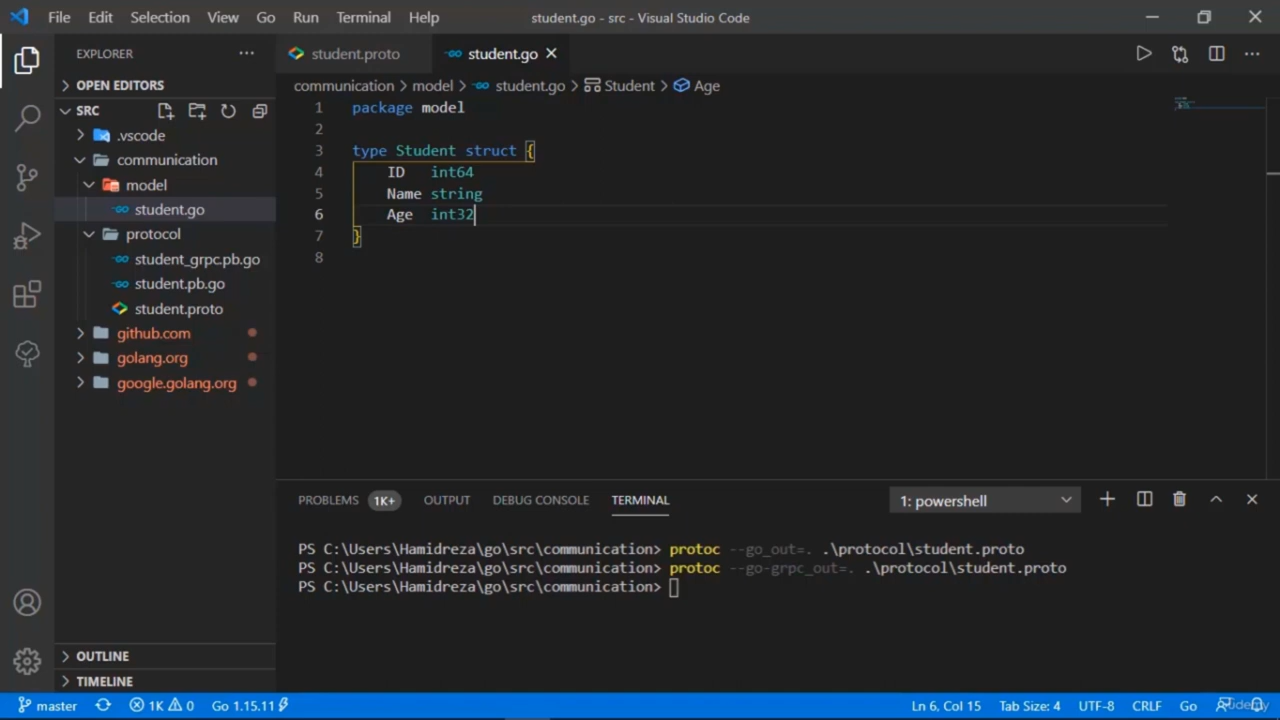 File Edit Selection View Go Run Terminal Help student.go - src - Visual Studio Code
EXPLORER
OPEN EDITORS
SRC
.vscode
communication
model
student.go
protocol
student_grpc.pb.go
student.pb.go
student.proto
github.com
golang.org
google.golang.org
OUTLINE
TIMELINE
student.proto student.go
communication > model > student.go > Student > Age
1 package model
2
3 type Student struct {
4 ID int64
5 Name string
6 Age int32
7 }
8
PROBLEMS 1K+ OUTPUT DEBUG CONSOLE TERMINAL 1: powershell
PS C:\Users\Hamidreza\go\src\communication> protoc --go_out=. .\protocol\student.proto
PS C:\Users\Hamidreza\go\src\communication> protoc --go-grpc_out=. .\protocol\student.proto
PS C:\Users\Hamidreza\go\src\communication>
master 1K 0 Go 1.15.11 Ln 6, Col 15 Tab Size: 4 UTF-8 CRLF Go